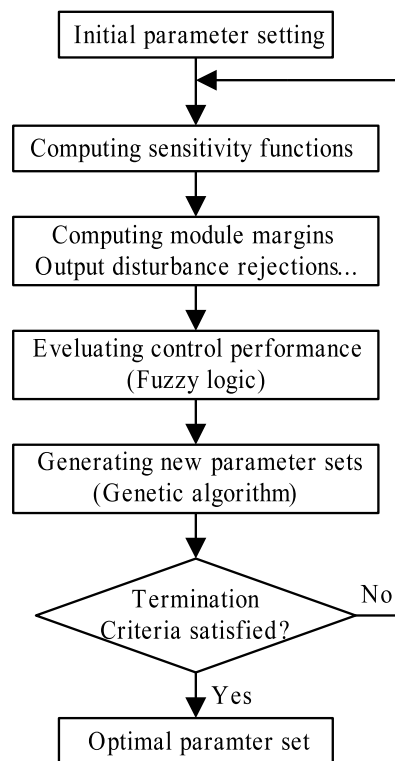 Initial parameter setting
Computing sensitivity functions
Computing module margins
Output disturbance rejections...
Eveluating control performance
(Fuzzy logic)
Generating new parameter sets
(Genetic algorithm)
Termination
Criteria satisfied?
No
Yes
Optimal paramter set